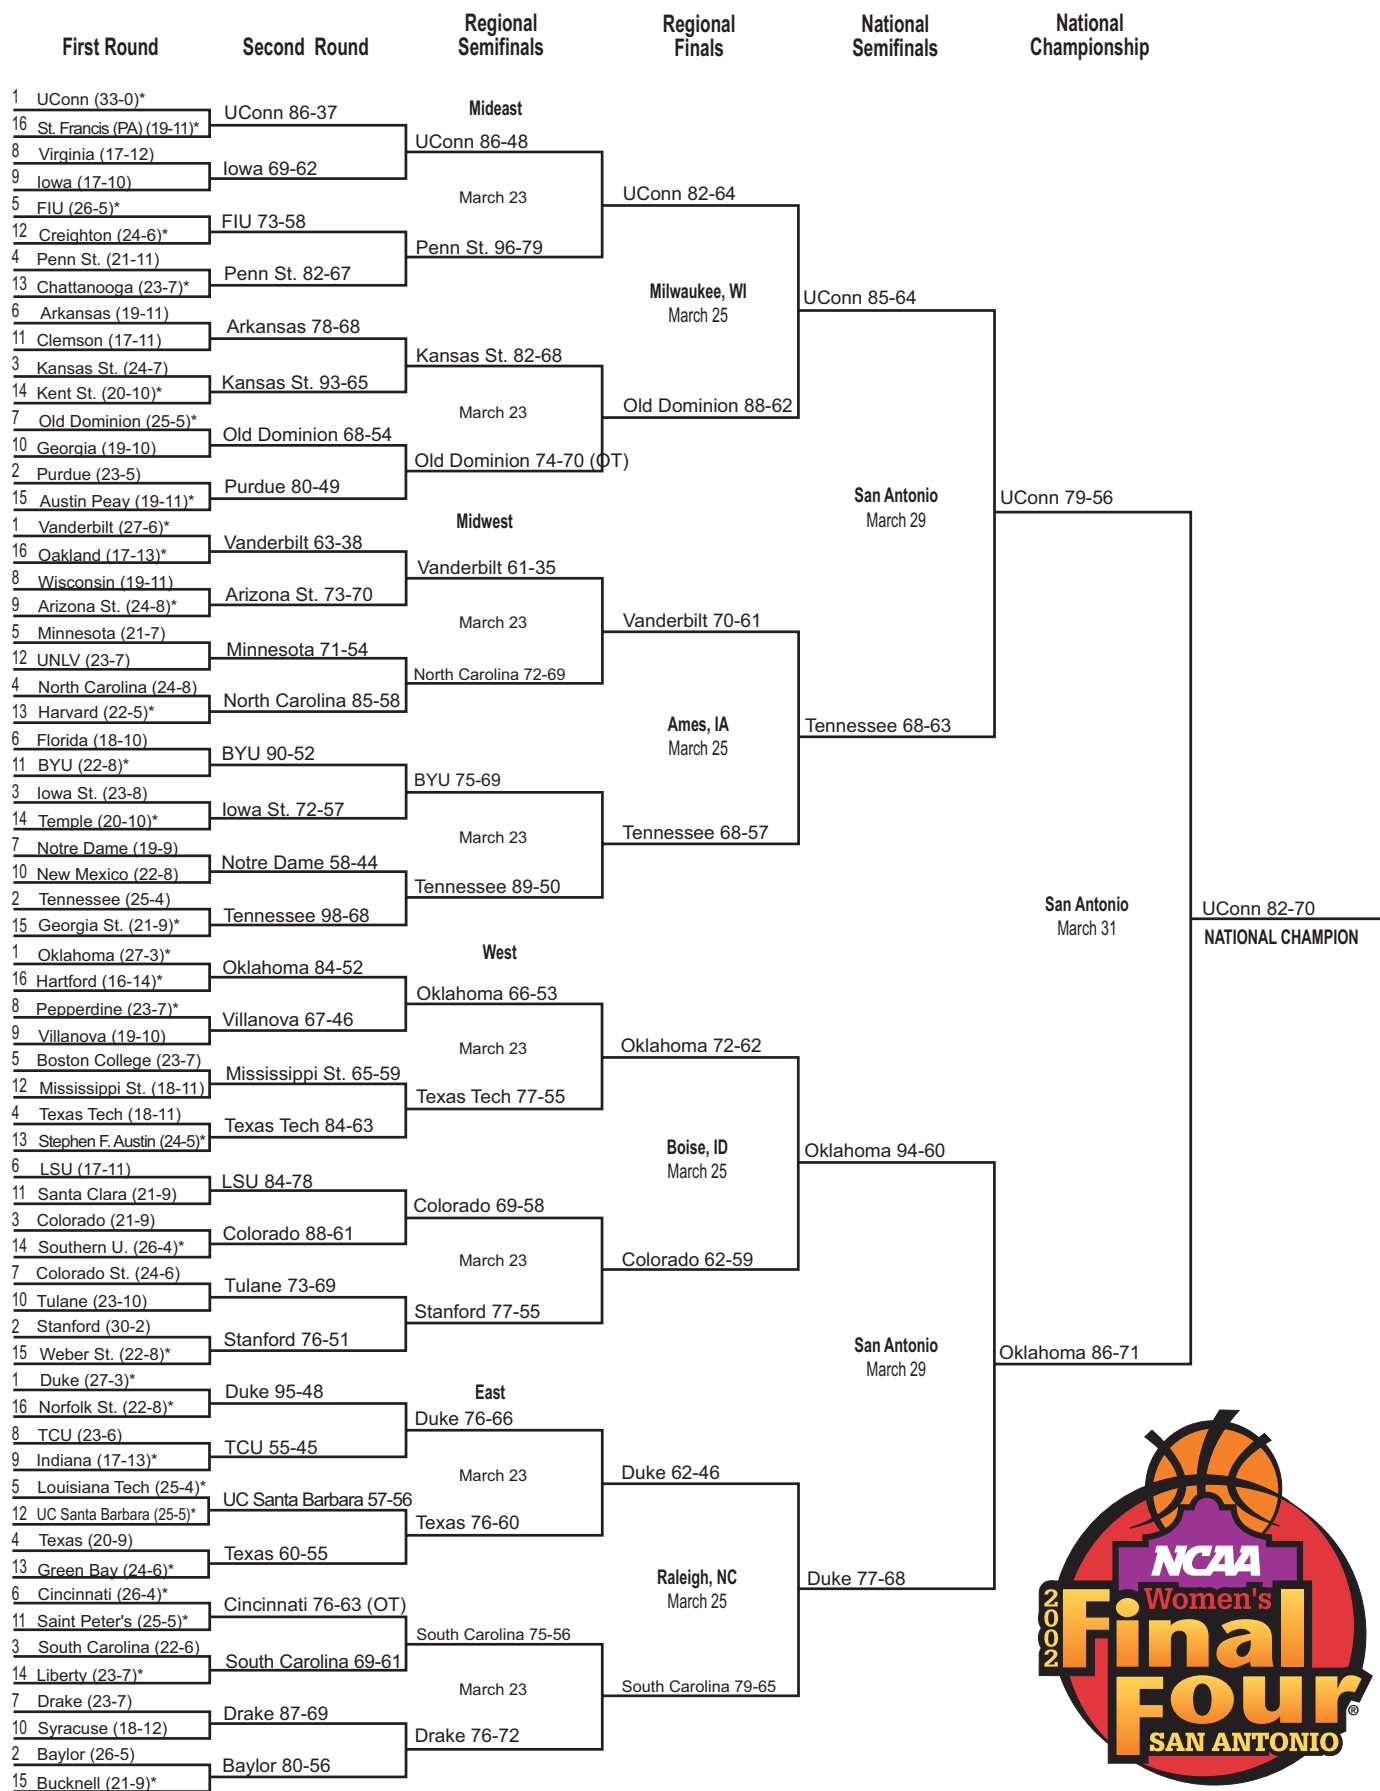 First Round
Second Round
Regional
Semifinals
Regional
Finals
National
Semifinals
National
Championship
1 UConn (33-0)*
16 St. Francis (PA) (19-11)*
8 Virginia (17-12)
9 Iowa (17-10)
5 FIU (26-5)*
12 Creighton (24-6)*
4 Penn St. (21-11)
13 Chattanooga (23-7)*
6 Arkansas (19-11)
11 Clemson (17-11)
3 Kansas St. (24-7)
14 Kent St. (20-10)*
7 Old Dominion (25-5)*
10 Georgia (19-10)
2 Purdue (23-5)
15 Austin Peay (19-11)*
1 Vanderbilt (27-6)*
16 Oakland (17-13)*
8 Wisconsin (19-11)
9 Arizona St. (24-8)*
5 Minnesota (21-7)
12 UNLV (23-7)
4 North Carolina (24-8)
13 Harvard (22-5)*
6 Florida (18-10)
11 BYU (22-8)*
3 Iowa St. (23-8)
14 Temple (20-10)*
7 Notre Dame (19-9)
10 New Mexico (22-8)
2 Tennessee (25-4)
15 Georgia St. (21-9)*
1 Oklahoma (27-3)*
16 Hartford (16-14)*
8 Pepperdine (23-7)*
9 Villanova (19-10)
5 Boston College (23-7)
12 Mississippi St. (18-11)
4 Texas Tech (18-11)
13 Stephen F. Austin (24-5)*
6 LSU (17-11)
11 Santa Clara (21-9)
3 Colorado (21-9)
14 Southern U. (26-4)*
7 Colorado St. (24-6)
10 Tulane (23-10)
2 Stanford (30-2)
15 Weber St. (22-8)*
1 Duke (27-3)*
16 Norfolk St. (22-8)*
8 TCU (23-6)
9 Indiana (17-13)*
5 Louisiana Tech (25-4)*
12 UC Santa Barbara (25-5)*
4 Texas (20-9)
13 Green Bay (24-6)*
6 Cincinnati (26-4)*
11 Saint Peter's (25-5)*
3 South Carolina (22-6)
14 Liberty (23-7)*
7 Drake (23-7)
10 Syracuse (18-12)
2 Baylor (26-5)
15 Bucknell (21-9)*
UConn 86-37
Iowa 69-62
FIU 73-58
Penn St. 82-67
Arkansas 78-68
Kansas St. 93-65
Old Dominion 68-54
Purdue 80-49
Vanderbilt 63-38
Arizona St. 73-70
Minnesota 71-54
North Carolina 85-58
BYU 90-52
Iowa St. 72-57
Notre Dame 58-44
Tennessee 98-68
Oklahoma 84-52
Villanova 67-46
Mississippi St. 65-59
Texas Tech 84-63
LSU 84-78
Colorado 88-61
Tulane 73-69
Stanford 76-51
Duke 95-48
TCU 55-45
UC Santa Barbara 57-56
Texas 60-55
Cincinnati 76-63 (OT)
South Carolina 69-61
Drake 87-69
Baylor 80-56
Mideast
UConn 86-48
March 23
Penn St. 96-79
Kansas St. 82-68
March 23
Old Dominion 74-70 (OT)
Midwest
Vanderbilt 61-35
March 23
North Carolina 72-69
BYU 75-69
March 23
Tennessee 89-50
West
Oklahoma 66-53
March 23
Texas Tech 77-55
Colorado 69-58
March 23
Stanford 77-55
East
Duke 76-66
March 23
Texas 76-60
South Carolina 75-56
March 23
Drake 76-72
UConn 82-64
Milwaukee, WI
March 25
Old Dominion 88-62
Vanderbilt 70-61
Ames, IA
March 25
Tennessee 68-57
Oklahoma 72-62
Boise, ID
March 25
Colorado 62-59
Duke 62-46
Raleigh, NC
March 25
South Carolina 79-65
UConn 85-64
San Antonio
March 29
Tennessee 68-63
Oklahoma 94-60
San Antonio
March 29
Duke 77-68
UConn 79-56
San Antonio
March 31
Oklahoma 86-71
UConn 82-70
NATIONAL CHAMPION
NCAA
Women's
2002
Final
Four®
SAN ANTONIO